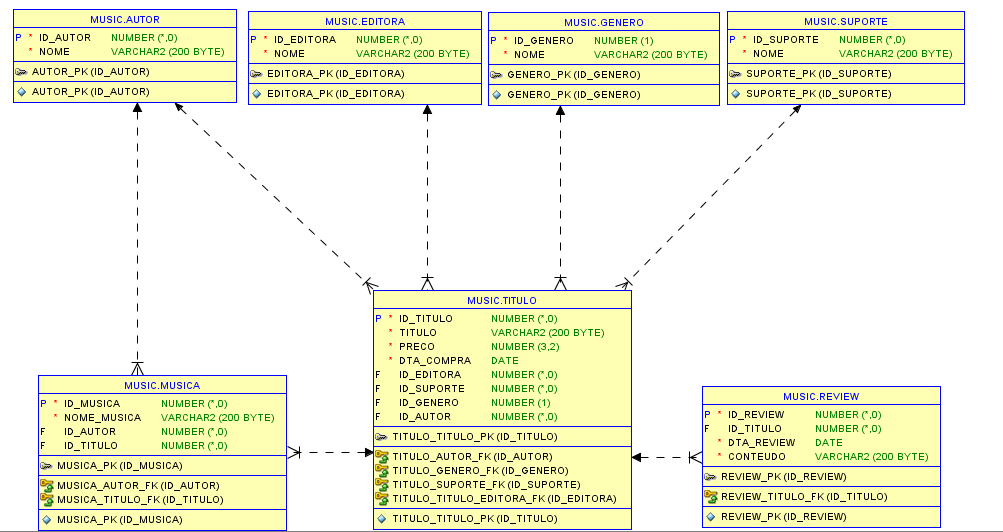 MUSIC.AUTOR
P * ID_AUTOR NUMBER (*,0)
* NOME VARCHAR2 (200 BYTE)
AUTOR_PK (ID_AUTOR)
AUTOR_PK (ID_AUTOR)
MUSIC.EDITORA
P * ID_EDITORA NUMBER (*,0)
* NOME VARCHAR2 (200 BYTE)
EDITORA_PK (ID_EDITORA)
EDITORA_PK (ID_EDITORA)
MUSIC.GENERO
P * ID_GENERO NUMBER (1)
* NOME VARCHAR2 (200 BYTE)
GENERO_PK (ID_GENERO)
GENERO_PK (ID_GENERO)
MUSIC.SUPORTE
P * ID_SUPORTE NUMBER (*,0)
* NOME VARCHAR2 (200 BYTE)
SUPORTE_PK (ID_SUPORTE)
SUPORTE_PK (ID_SUPORTE)
MUSIC.MUSICA
P * ID_MUSICA NUMBER (*,0)
* NOME_MUSICA VARCHAR2 (200 BYTE)
F ID_AUTOR NUMBER (*,0)
F ID_TITULO NUMBER (*,0)
MUSICA_PK (ID_MUSICA)
MUSICA_AUTOR_FK (ID_AUTOR)
MUSICA_TITULO_FK (ID_TITULO)
MUSICA_PK (ID_MUSICA)
MUSIC.TITULO
P * ID_TITULO NUMBER (*,0)
* TITULO VARCHAR2 (200 BYTE)
* PRECO NUMBER (3,2)
* DTA_COMPRA DATE
F ID_EDITORA NUMBER (*,0)
F ID_SUPORTE NUMBER (*,0)
F ID_GENERO NUMBER (1)
F ID_AUTOR NUMBER (*,0)
TITULO_TITULO_PK (ID_TITULO)
TITULO_AUTOR_FK (ID_AUTOR)
TITULO_GENERO_FK (ID_GENERO)
TITULO_SUPORTE_FK (ID_SUPORTE)
TITULO_TITULO_EDITORA_FK (ID_EDITORA)
TITULO_TITULO_PK (ID_TITULO)
MUSIC.REVIEW
P * ID_REVIEW NUMBER (*,0)
F ID_TITULO NUMBER (*,0)
* DTA_REVIEW DATE
* CONTEUDO VARCHAR2 (200 BYTE)
REVIEW_PK (ID_REVIEW)
REVIEW_TITULO_FK (ID_TITULO)
REVIEW_PK (ID_REVIEW)